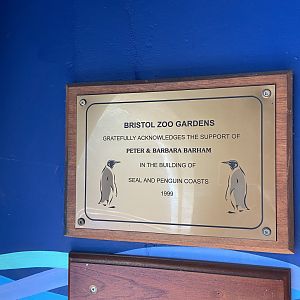 BRISTOL ZOO GARDENS
GRATEFULLY ACKNOWLEDGES THE SUPPORT OF
PETER & BARBARA BARHAM
IN THE BUILDING OF
SEAL AND PENGUIN COASTS
1999